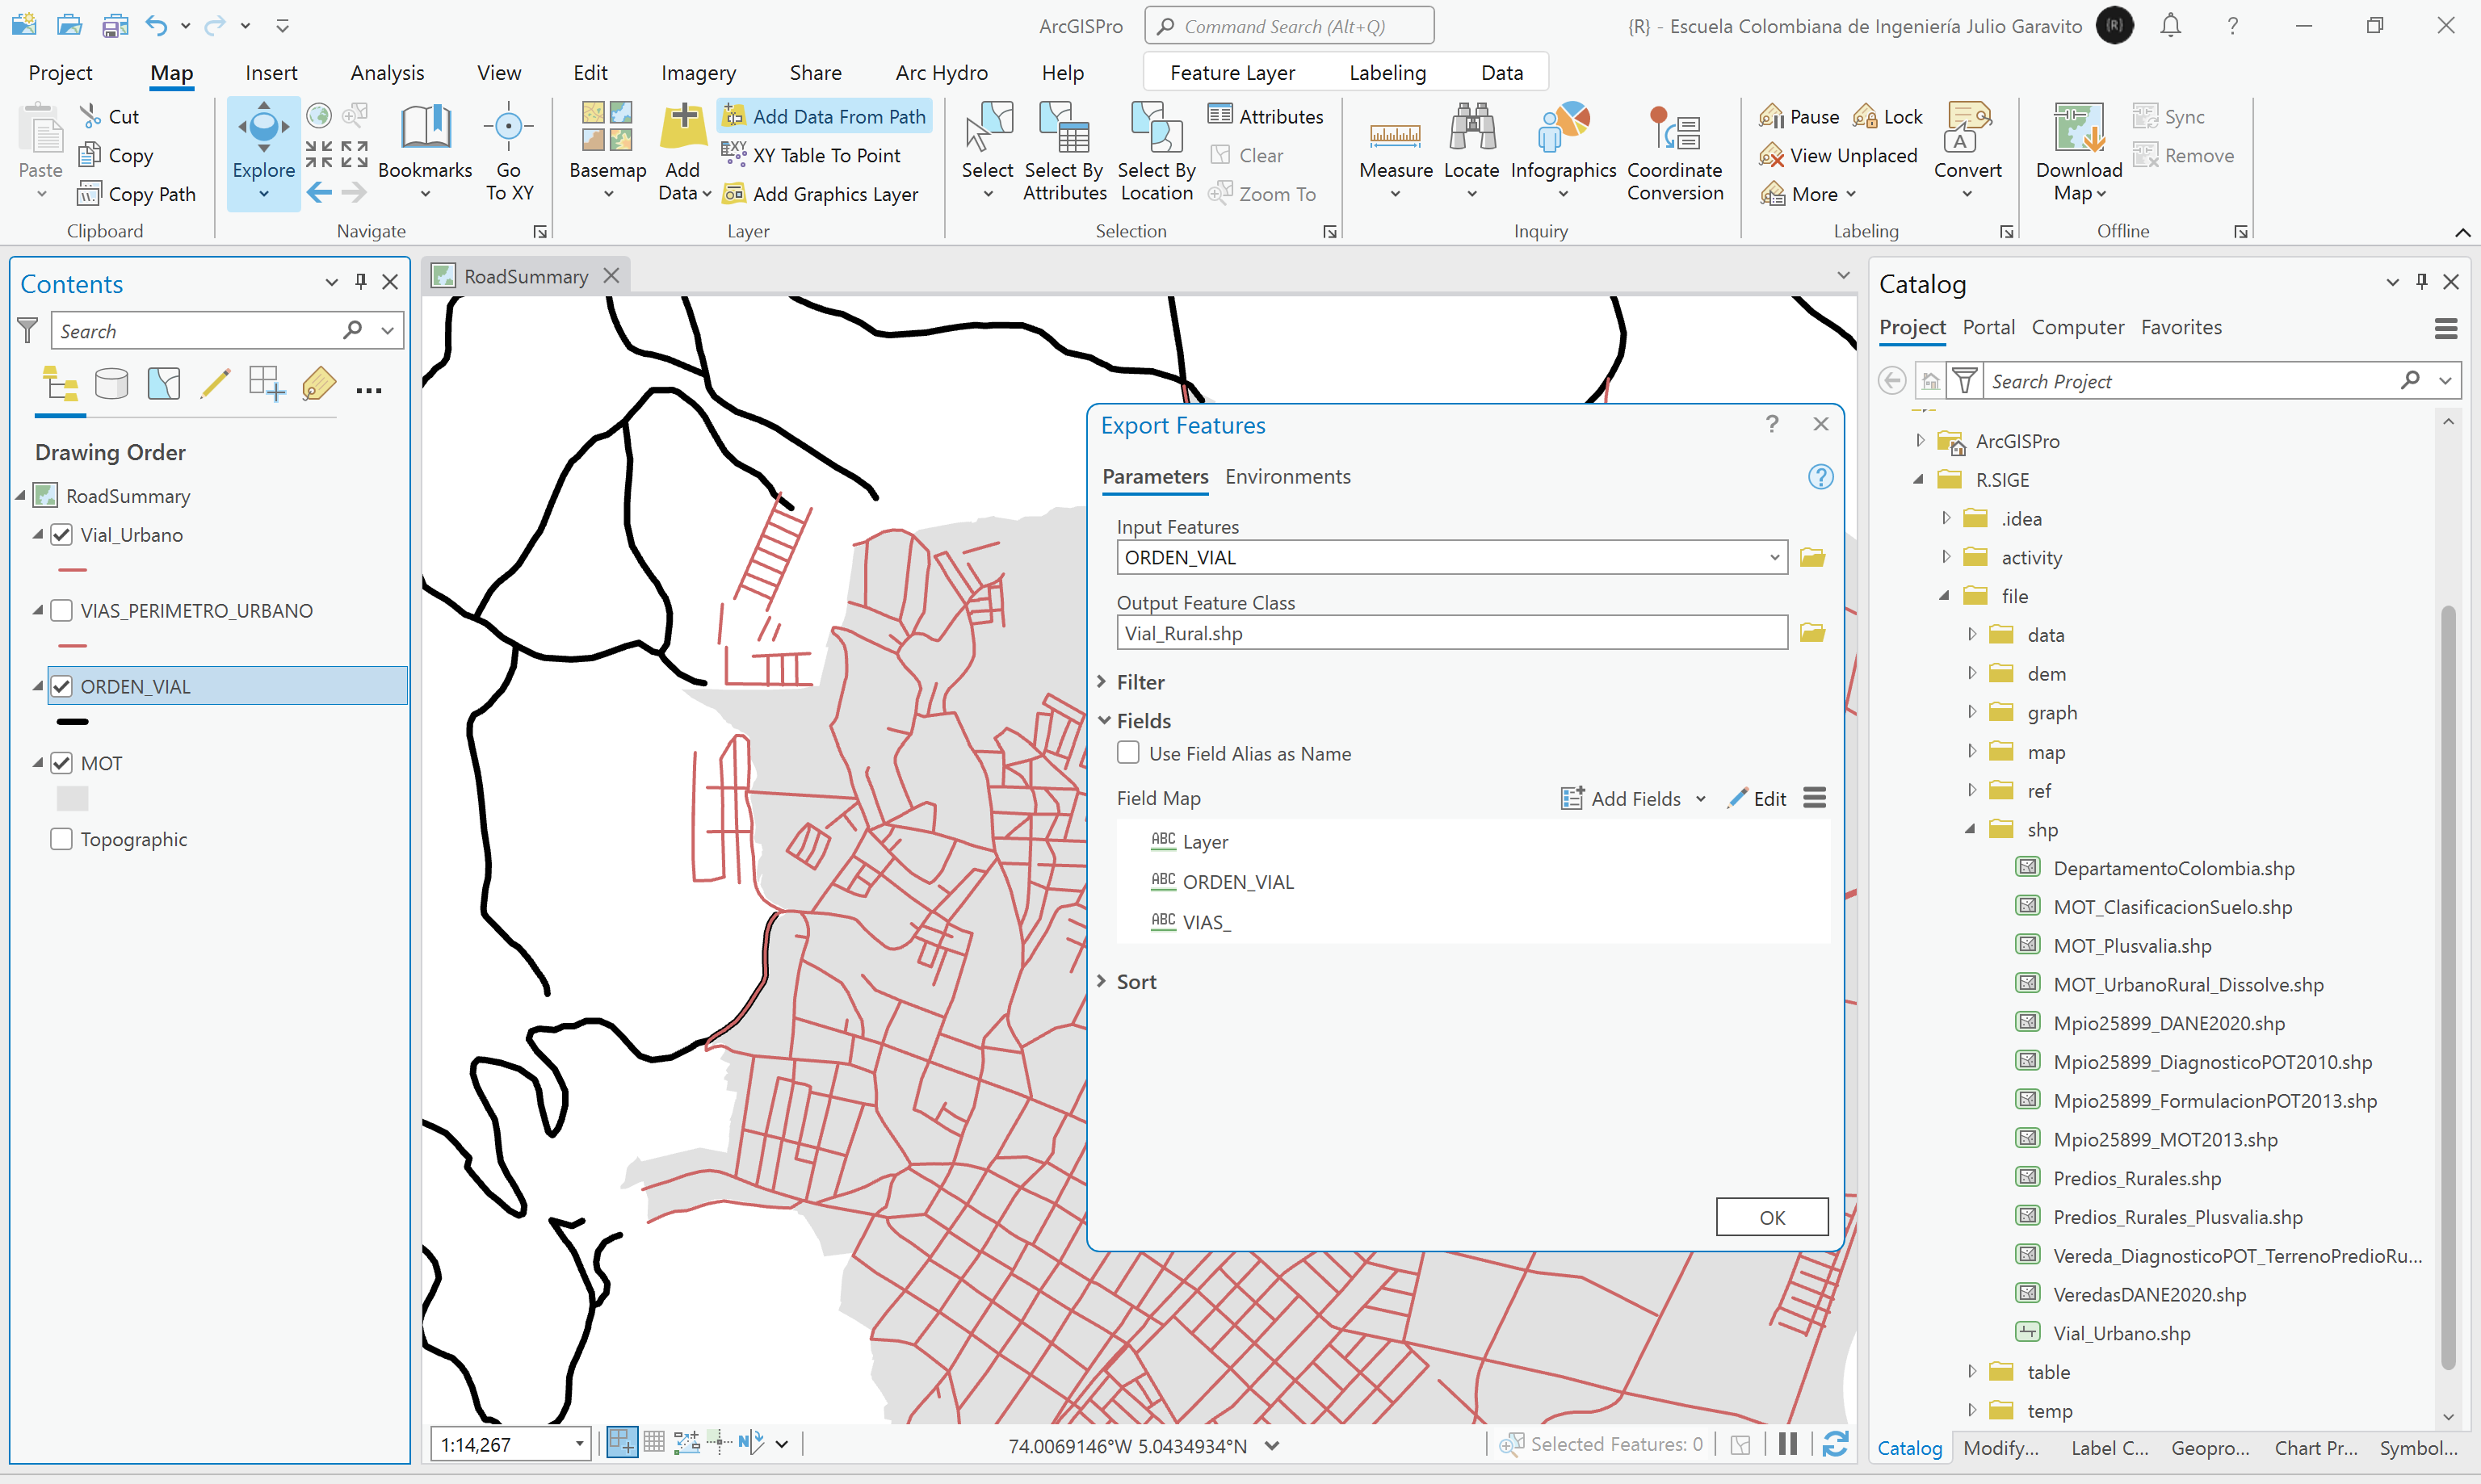 ArcGISPro
Command Search (Alt+Q)
{R} - Escuela Colombiana de Ingeniería Julio Garavito
{R}
?
Project Map Insert Analysis View Edit Imagery Share Arc Hydro Help Feature Layer Labeling Data
Paste
Cut
Copy
Copy Path
Clipboard
Explore
Bookmarks
Go
To XY
Navigate
Basemap
Add
Data
Add Data From Path
XY Table To Point
Add Graphics Layer
Layer
Select
Select By
Attributes
Select By
Location
Attributes
Clear
Zoom To
Selection
Measure
Locate
Infographics
Coordinate
Conversion
Inquiry
Pause
Lock
View Unplaced
More
Convert
Labeling
Download
Map
Sync
Remove
Offline
Contents
Search
Drawing Order
RoadSummary
Vial_Urbano
VIAS_PERIMETRO_URBANO
ORDEN_VIAL
MOT
Topographic
RoadSummary
Export Features
?
Parameters Environments
?
Input Features
ORDEN_VIAL
Output Feature Class
Vial_Rural.shp
Filter
Fields
Use Field Alias as Name
Field Map
Add Fields
Edit
ABC Layer
ABC ORDEN_VIAL
ABC VIAS_
Sort
OK
1:14,267
74.0069146°W 5.0434934°N
Selected Features: 0
Catalog
Project Portal Computer Favorites
Search Project
ArcGISPro
R.SIGE
.idea
activity
file
data
dem
graph
map
ref
shp
DepartamentoColombia.shp
MOT_ClasificacionSuelo.shp
MOT_Plusvalia.shp
MOT_UrbanoRural_Dissolve.shp
Mpio25899_DANE2020.shp
Mpio25899_DiagnosticoPOT2010.shp
Mpio25899_FormulacionPOT2013.shp
Mpio25899_MOT2013.shp
Predios_Rurales.shp
Predios_Rurales_Plusvalia.shp
Vereda_DiagnosticoPOT_TerrenoPredioRu...
VeredasDANE2020.shp
Vial_Urbano.shp
table
temp
Catalog Modify... Label C... Geopro... Chart Pr... Symbol...